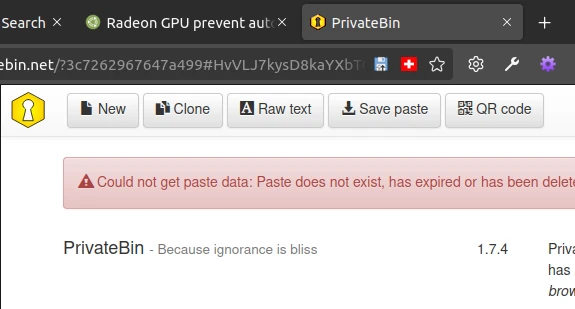 Search
Radeon GPU prevent auto
PrivateBin
ebin.net/?3c7262967647a499#HvVLJ7kysD8kaYXbT
New
Clone
Raw text
Save paste
QR code
Could not get paste data: Paste does not exist, has expired or has been delete
PrivateBin - Because ignorance is bliss
1.7.4
Priva
has
brow